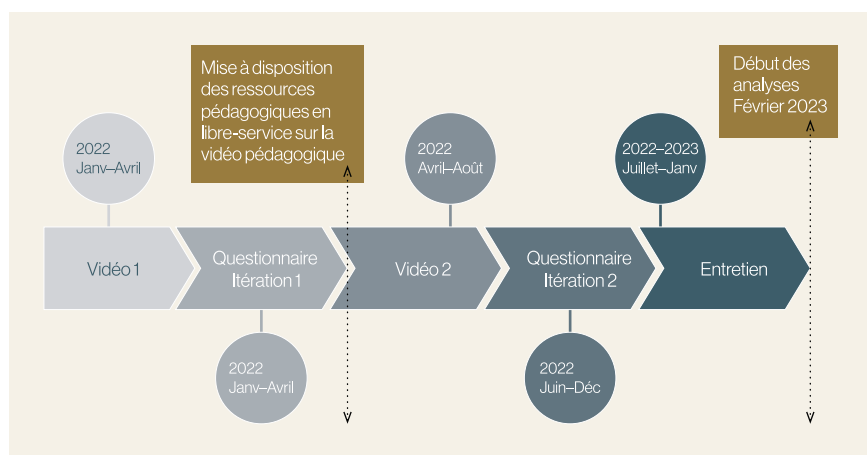 Mise à disposition
des ressources
pédagogiques en
libre-service sur la
vidéo pédagogique
Début des
analyses
Février 2023
2022
Janv–Avril
2022
Avril–Août
2022–2023
Juillet–Janv
Vidéo 1
Questionnaire
Itération 1
Vidéo 2
Questionnaire
Itération 2
Entretien
2022
Janv–Avril
2022
Juin–Déc